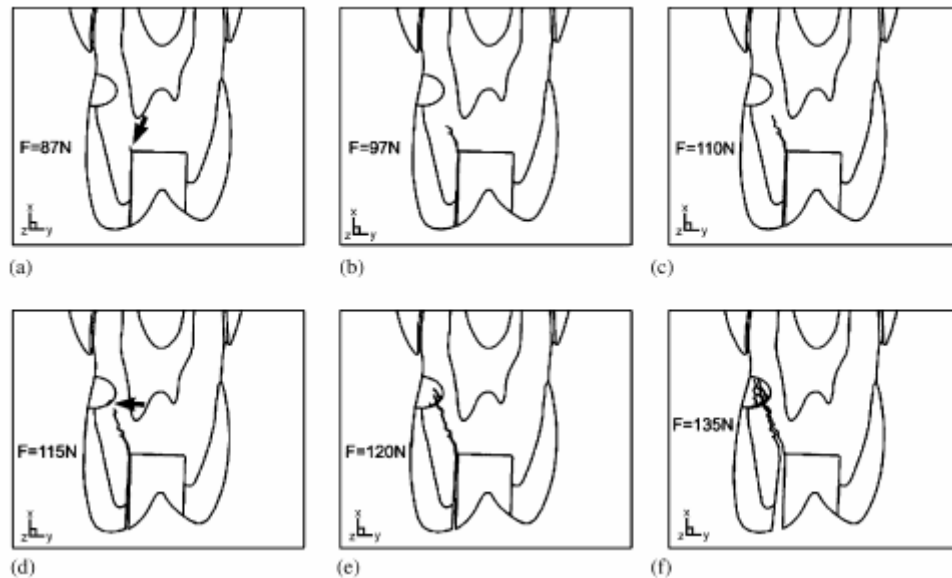 F=87N
x
z y
(a)
F=97N
x
z y
(b)
F=110N
x
z y
(c)
F=115N
x
z y
(d)
F=120N
x
z y
(e)
F=135N
x
z y
(f)